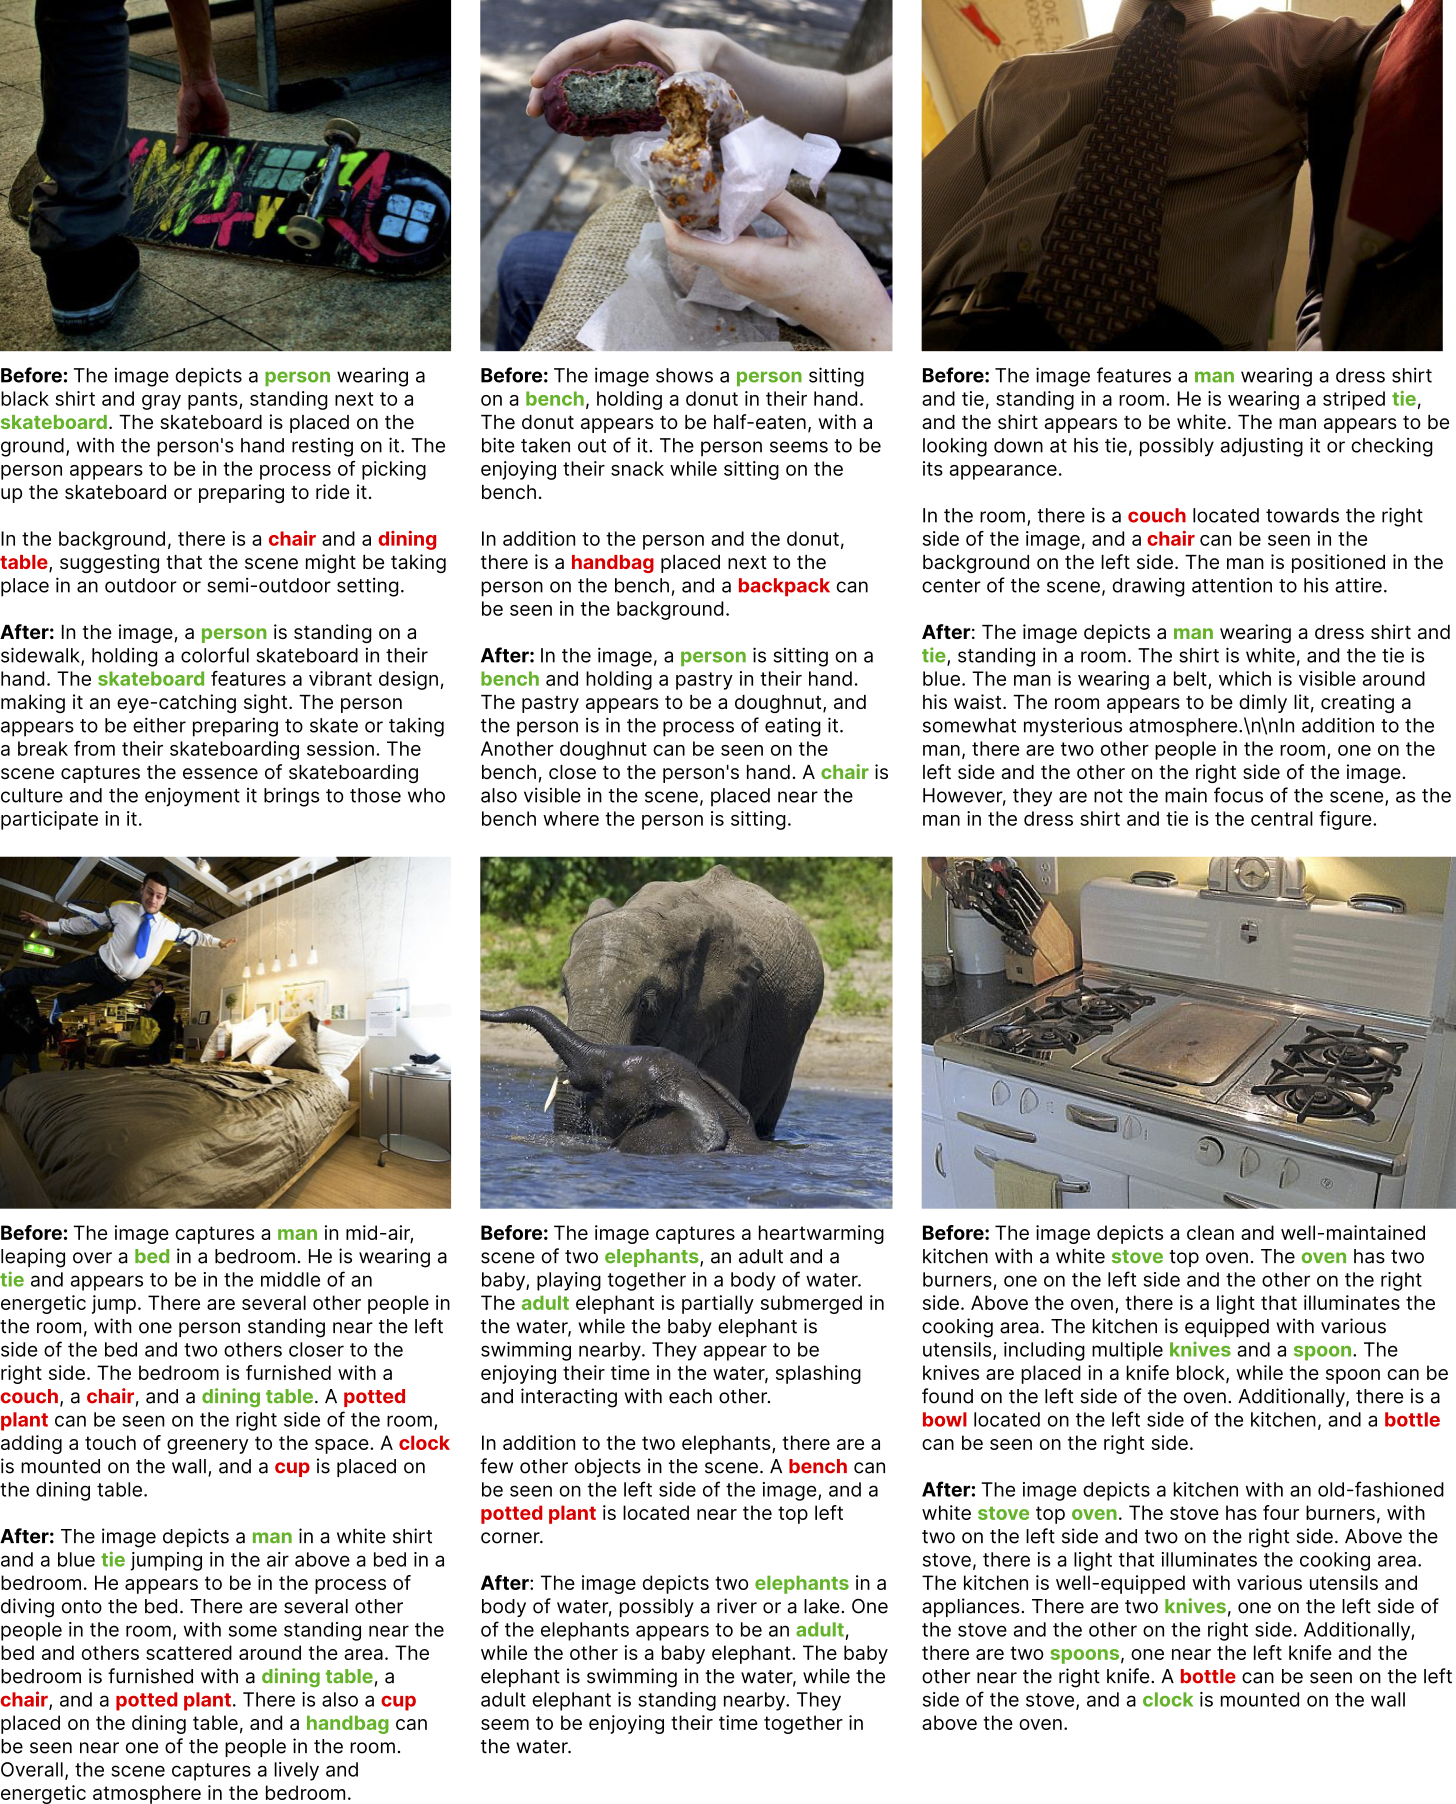 Before: The image depicts a person wearing a
black shirt and gray pants, standing next to a
skateboard. The skateboard is placed on the
ground, with the person's hand resting on it. The
person appears to be in the process of picking
up the skateboard or preparing to ride it.
In the background, there is a chair and a dining
table, suggesting that the scene might be taking
place in an outdoor or semi-outdoor setting.
After: In the image, a person is standing on a
sidewalk, holding a colorful skateboard in their
hand. The skateboard features a vibrant design,
making it an eye-catching sight. The person
appears to be either preparing to skate or taking
a break from their skateboarding session. The
scene captures the essence of skateboarding
culture and the enjoyment it brings to those who
participate in it.
Before: The image shows a person sitting
on a bench, holding a donut in their hand.
The donut appears to be half-eaten, with a
bite taken out of it. The person seems to be
enjoying their snack while sitting on the
bench.
In addition to the person and the donut,
there is a handbag placed next to the
person on the bench, and a backpack can
be seen in the background.
After: In the image, a person is sitting on a
bench and holding a pastry in their hand.
The pastry appears to be a doughnut, and
the person is in the process of eating it.
Another doughnut can be seen on the
bench, close to the person's hand. A chair is
also visible in the scene, placed near the
bench where the person is sitting.
Before: The image features a man wearing a dress shirt
and tie, standing in a room. He is wearing a striped tie,
and the shirt appears to be white. The man appears to be
looking down at his tie, possibly adjusting it or checking
its appearance.
In the room, there is a couch located towards the right
side of the image, and a chair can be seen in the
background on the left side. The man is positioned in the
center of the scene, drawing attention to his attire.
After: The image depicts a man wearing a dress shirt and
tie, standing in a room. The shirt is white, and the tie is
blue. The man is wearing a belt, which is visible around
his waist. The room appears to be dimly lit, creating a
somewhat mysterious atmosphere.\n\nIn addition to the
man, there are two other people in the room, one on the
left side and the other on the right side of the image.
However, they are not the main focus of the scene, as the
man in the dress shirt and tie is the central figure.
Before: The image captures a man in mid-air,
leaping over a bed in a bedroom. He is wearing a
tie and appears to be in the middle of an
energetic jump. There are several other people in
the room, with one person standing near the left
side of the bed and two others closer to the
right side. The bedroom is furnished with a
couch, a chair, and a dining table. A potted
plant can be seen on the right side of the room,
adding a touch of greenery to the space. A clock
is mounted on the wall, and a cup is placed on
the dining table.
After: The image depicts a man in a white shirt
and a blue tie jumping in the air above a bed in a
bedroom. He appears to be in the process of
diving onto the bed. There are several other
people in the room, with some standing near the
bed and others scattered around the area. The
bedroom is furnished with a dining table, a
chair, and a potted plant. There is also a cup
placed on the dining table, and a handbag can
be seen near one of the people in the room.
Overall, the scene captures a lively and
energetic atmosphere in the bedroom.
Before: The image captures a heartwarming
scene of two elephants, an adult and a
baby, playing together in a body of water.
The adult elephant is partially submerged in
the water, while the baby elephant is
swimming nearby. They appear to be
enjoying their time in the water, splashing
and interacting with each other.
In addition to the two elephants, there are a
few other objects in the scene. A bench can
be seen on the left side of the image, and a
potted plant is located near the top left
corner.
After: The image depicts two elephants in a
body of water, possibly a river or a lake. One
of the elephants appears to be an adult,
while the other is a baby elephant. The baby
elephant is swimming in the water, while the
adult elephant is standing nearby. They
seem to be enjoying their time together in
the water.
Before: The image depicts a clean and well-maintained
kitchen with a white stove top oven. The oven has two
burners, one on the left side and the other on the right
side. Above the oven, there is a light that illuminates the
cooking area. The kitchen is equipped with various
utensils, including multiple knives and a spoon. The
knives are placed in a knife block, while the spoon can be
found on the left side of the oven. Additionally, there is a
bowl located on the left side of the kitchen, and a bottle
can be seen on the right side.
After: The image depicts a kitchen with an old-fashioned
white stove top oven. The stove has four burners, with
two on the left side and two on the right side. Above the
stove, there is a light that illuminates the cooking area.
The kitchen is well-equipped with various utensils and
appliances. There are two knives, one on the left side of
the stove and the other on the right side. Additionally,
there are two spoons, one near the left knife and the
other near the right knife. A bottle can be seen on the left
side of the stove, and a clock is mounted on the wall
above the oven.